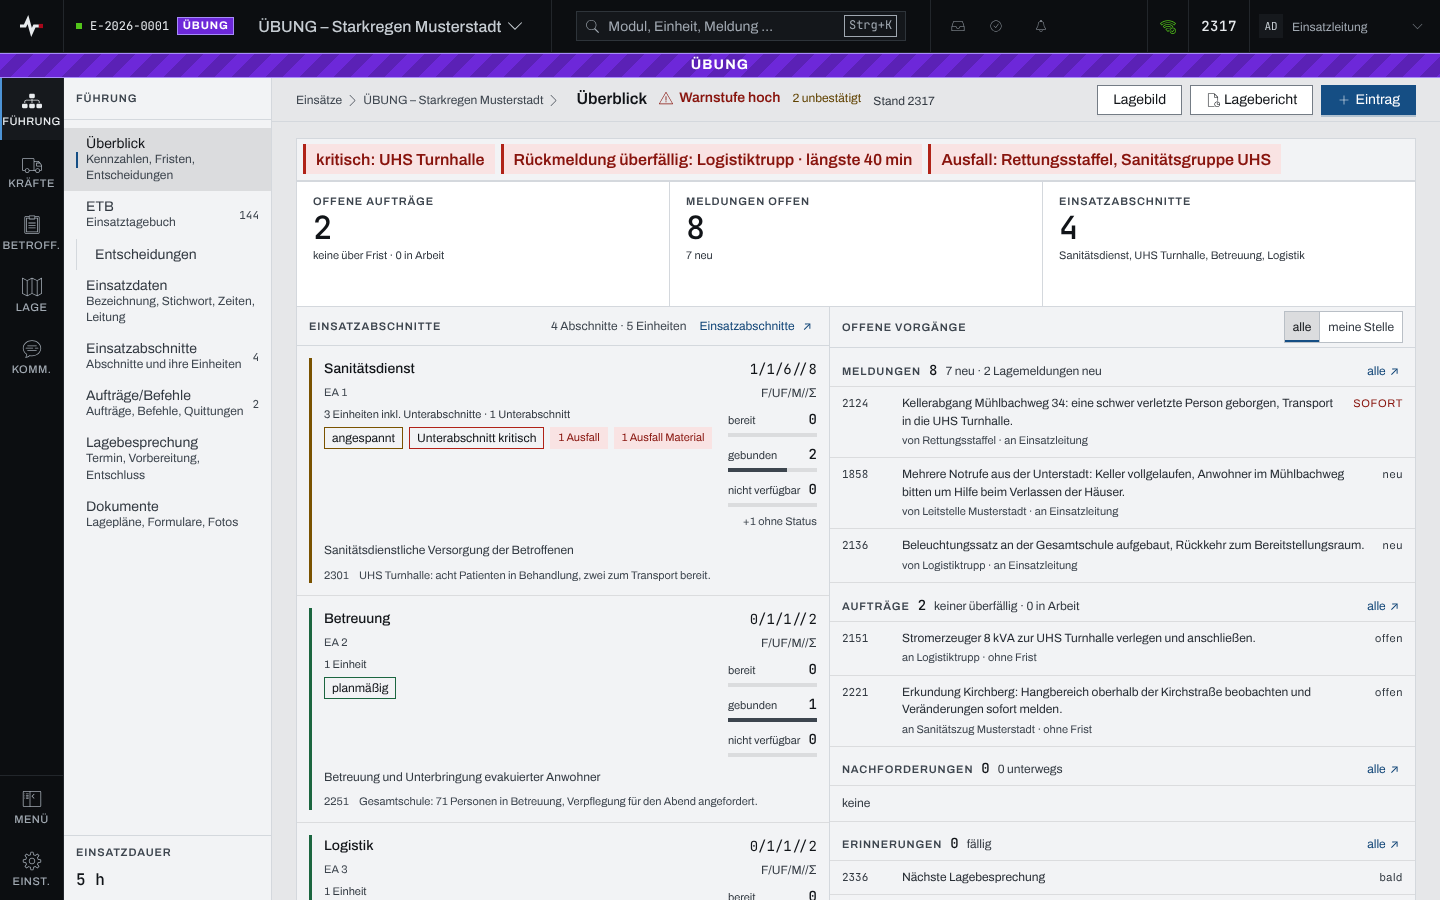 E-2026-0001 ÜBUNG ÜBUNG – Starkregen Musterstadt
Modul, Einheit, Meldung ... Strg+K
2317 AD Einsatzleitung
ÜBUNG
FÜHRUNG
KRÄFTE
BETROFF.
LAGE
KOMM.
MENÜ
EINST.
FÜHRUNG
Überblick
Kennzahlen, Fristen,
Entscheidungen
ETB
Einsatztagebuch
144
Entscheidungen
Einsatzdaten
Bezeichnung, Stichwort, Zeiten,
Leitung
Einsatzabschnitte
Abschnitte und ihre Einheiten
4
Aufträge/Befehle
Aufträge, Befehle, Quittungen
2
Lagebesprechung
Termin, Vorbereitung,
Entschluss
Dokumente
Lagepläne, Formulare, Fotos
EINSATZDAUER
5 h
Einsätze ÜBUNG – Starkregen Musterstadt Überblick Warnstufe hoch 2 unbestätigt Stand 2317
Lagebild Lagebericht + Eintrag
kritisch: UHS Turnhalle
Rückmeldung überfällig: Logistiktrupp · längste 40 min
Ausfall: Rettungsstaffel, Sanitätsgruppe UHS
OFFENE AUFTRÄGE
2
keine über Frist · 0 in Arbeit
MELDUNGEN OFFEN
8
7 neu
EINSATZABSCHNITTE
4
Sanitätsdienst, UHS Turnhalle, Betreuung, Logistik
EINSATZABSCHNITTE 4 Abschnitte · 5 Einheiten Einsatzabschnitte ↗
Sanitätsdienst
EA 1
3 Einheiten inkl. Unterabschnitte · 1 Unterabschnitt
angespannt Unterabschnitt kritisch 1 Ausfall 1 Ausfall Material
1/1/6//8
F/UF/M//Σ
bereit 0
gebunden 2
nicht verfügbar 0
+1 ohne Status
Sanitätsdienstliche Versorgung der Betroffenen
2301 UHS Turnhalle: acht Patienten in Behandlung, zwei zum Transport bereit.
Betreuung
EA 2
1 Einheit
planmäßig
0/1/1//2
F/UF/M//Σ
bereit 0
gebunden 1
nicht verfügbar 0
Betreuung und Unterbringung evakuierter Anwohner
2251 Gesamtschule: 71 Personen in Betreuung, Verpflegung für den Abend angefordert.
Logistik
EA 3
1 Einheit
0/1/1//2
F/UF/M//Σ
bereit 0
OFFENE VORGÄNGE alle meine Stelle
MELDUNGEN 8 7 neu · 2 Lagemeldungen neu alle ↗
2124 Kellerabgang Mühlbachweg 34: eine schwer verletzte Person geborgen, Transport SOFORT
in die UHS Turnhalle.
von Rettungsstaffel · an Einsatzleitung
1858 Mehrere Notrufe aus der Unterstadt: Keller vollgelaufen, Anwohner im Mühlbachweg neu
bitten um Hilfe beim Verlassen der Häuser.
von Leitstelle Musterstadt · an Einsatzleitung
2136 Beleuchtungssatz an der Gesamtschule aufgebaut, Rückkehr zum Bereitstellungsraum. neu
von Logistiktrupp · an Einsatzleitung
AUFTRÄGE 2 keiner überfällig · 0 in Arbeit alle ↗
2151 Stromerzeuger 8 kVA zur UHS Turnhalle verlegen und anschließen. offen
an Logistiktrupp · ohne Frist
2221 Erkundung Kirchberg: Hangbereich oberhalb der Kirchstraße beobachten und offen
Veränderungen sofort melden.
an Sanitätszug Musterstadt · ohne Frist
NACHFORDERUNGEN 0 0 unterwegs alle ↗
keine
ERINNERUNGEN 0 fällig alle ↗
2336 Nächste Lagebesprechung bald